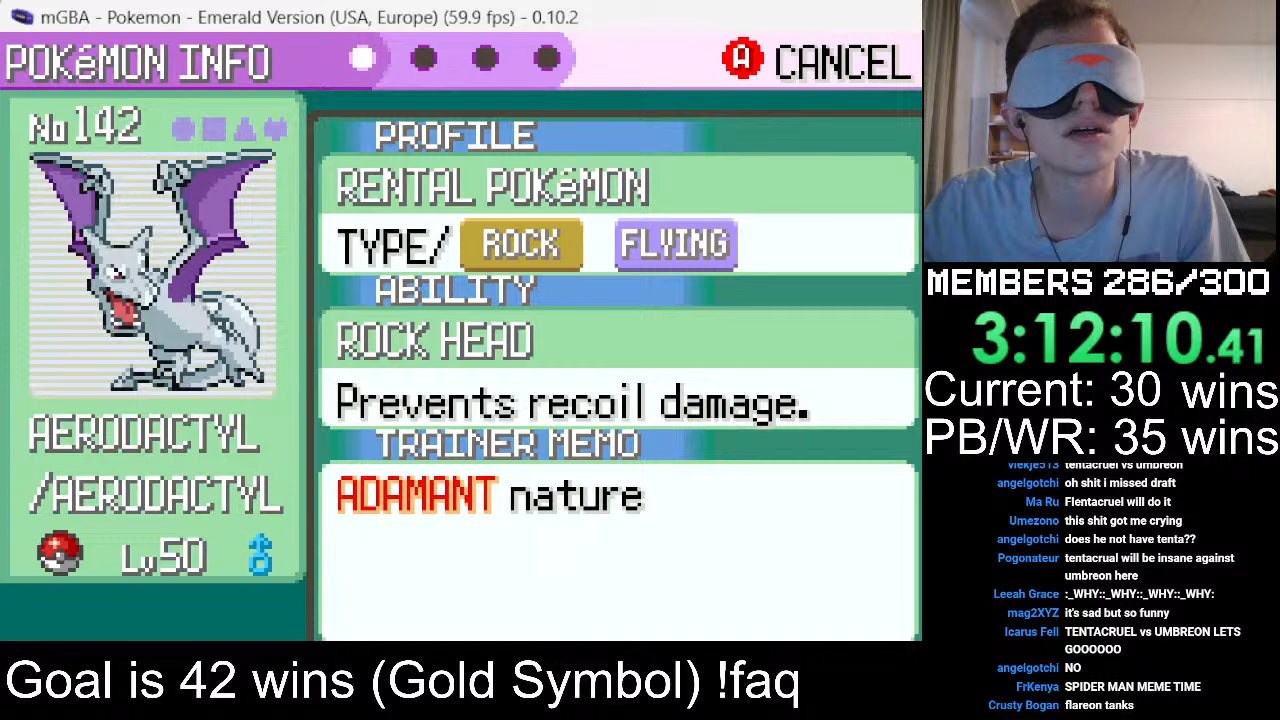 mGBA - Pokemon - Emerald Version (USA, Europe) (59.9 fps) - 0.10.2
POKéMON INFO
A CANCEL
No 142
PROFILE
RENTAL POKéMON
TYPE/ ROCK FLYING
ABILITY
ROCK HEAD
Prevents recoil damage.
TRAINER MEMO
ADAMANT nature
AERODACTYL
/AERODACTYL
Lv50 ♂
MEMBERS 286/300
3:12:10.41
Current: 30 wins
PB/WR: 35 wins
tentacruel vs umbreon
angelgotchi oh shit i missed draft
Ma Ru Flentacruel will do it
Umezono this shit got me crying
angelgotchi does he not have tenta??
Pogonateur tentacrual will be insane against
umbreon here
Leeah Grace :_WHY::_WHY::_WHY::_WHY:
mag2XYZ it's sad but so funny
Icarus Fell TENTACRUEL vs UMBREON LETS
GOOOOOO
angelgotchi NO
FrKenya SPIDER MAN MEME TIME
Crusty Bogan flareon tanks
Goal is 42 wins (Gold Symbol) !faq